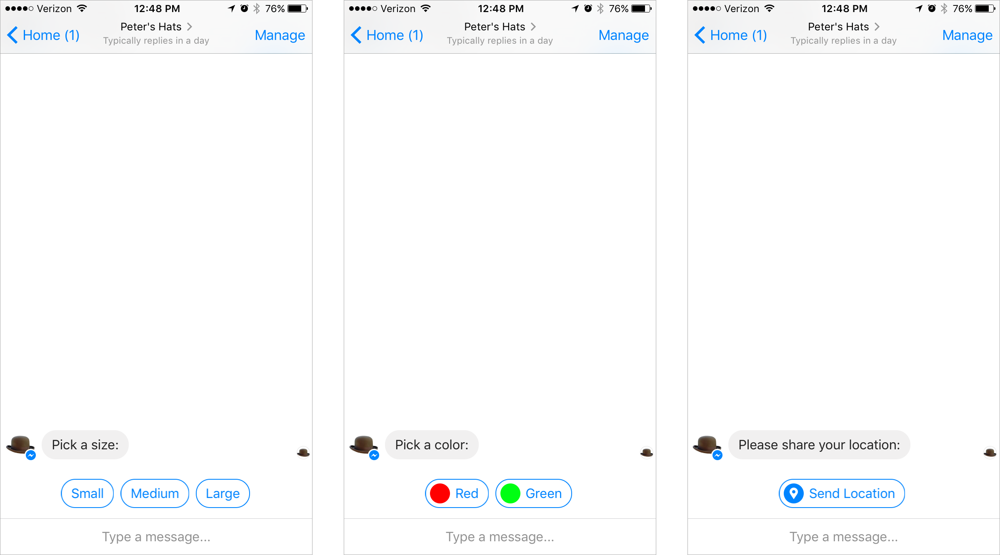 Verizon 12:48 PM 76%
Peter's Hats
Home (1) Manage
Typically replies in a day
Pick a size:
Small Medium Large
Type a message...
Verizon 12:48 PM 76%
Peter's Hats
Home (1) Manage
Typically replies in a day
Pick a color:
Red Green
Type a message...
Verizon 12:48 PM 76%
Peter's Hats
Home (1) Manage
Typically replies in a day
Please share your location:
Send Location
Type a message...